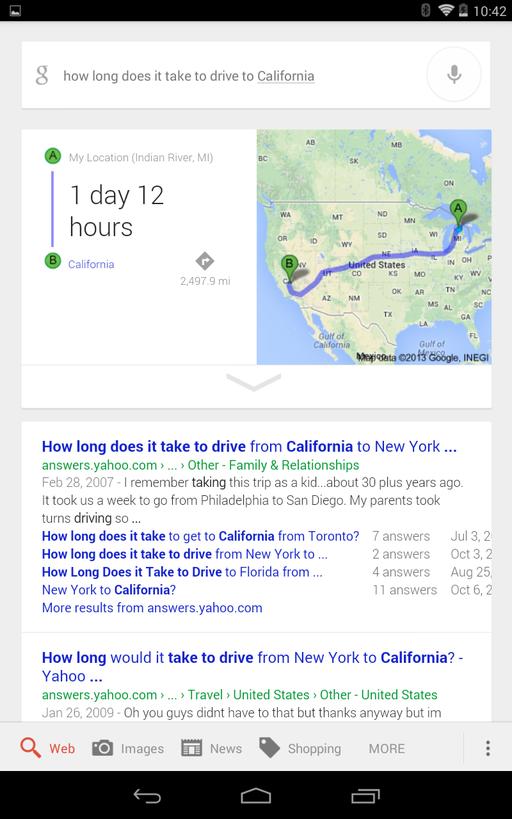 10:42
g how long does it take to drive to California
A My Location (Indian River, MI)
1 day 12
hours
B California
2,497.9 mi
AB
MB
BC
SK
ON
WA
MT
ND
MN
OR
ID
SD
WI
MI
A
B
NV
UT
NE
IA
IL
IN
OH
United States
CO
KS
MO
KY
CA
AZ
NM
OK
AR
TN
MS
AL
SC
TX
LA
GA
FL
Gulf of
California
Gulf of
Mexico
Mexico
Map data ©2013 Google, INEGI
How long does it take to drive from California to New York ...
answers.yahoo.com › ... › Other - Family & Relationships
Feb 28, 2007 - I remember taking this trip as a kid...about 30 plus years ago.
It took us a week to go from Philadelphia to San Diego. My parents took
turns driving so ...
How long does it take to get to California from Toronto? 7 answers Jul 3, 2
How long does it take to drive from New York to ... 2 answers Oct 3, 2
How Long Does it Take to Drive to Florida from ... 4 answers Aug 25,
New York to California? 11 answers Oct 6, 2
More results from answers.yahoo.com
How long would it take to drive from New York to California? -
Yahoo ...
answers.yahoo.com › ... › Travel › United States › Other - United States
Jan 26, 2009 - Oh you guys didnt have to that but thanks anyway but im
Web Images News Shopping MORE